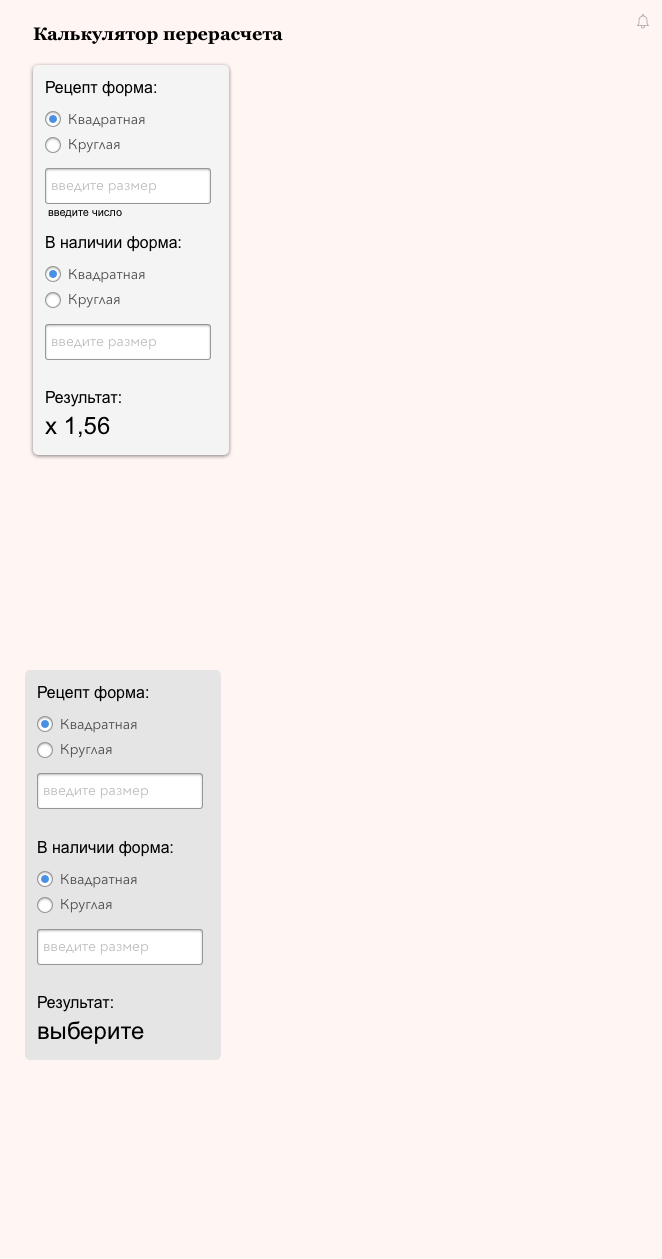 Калькулятор перерасчета
Рецепт форма:
Квадратная
Круглая
введите размер
введите число
В наличии форма:
Квадратная
Круглая
введите размер
Результат:
x 1,56
Рецепт форма:
Квадратная
Круглая
введите размер
В наличии форма:
Квадратная
Круглая
введите размер
Результат:
выберите